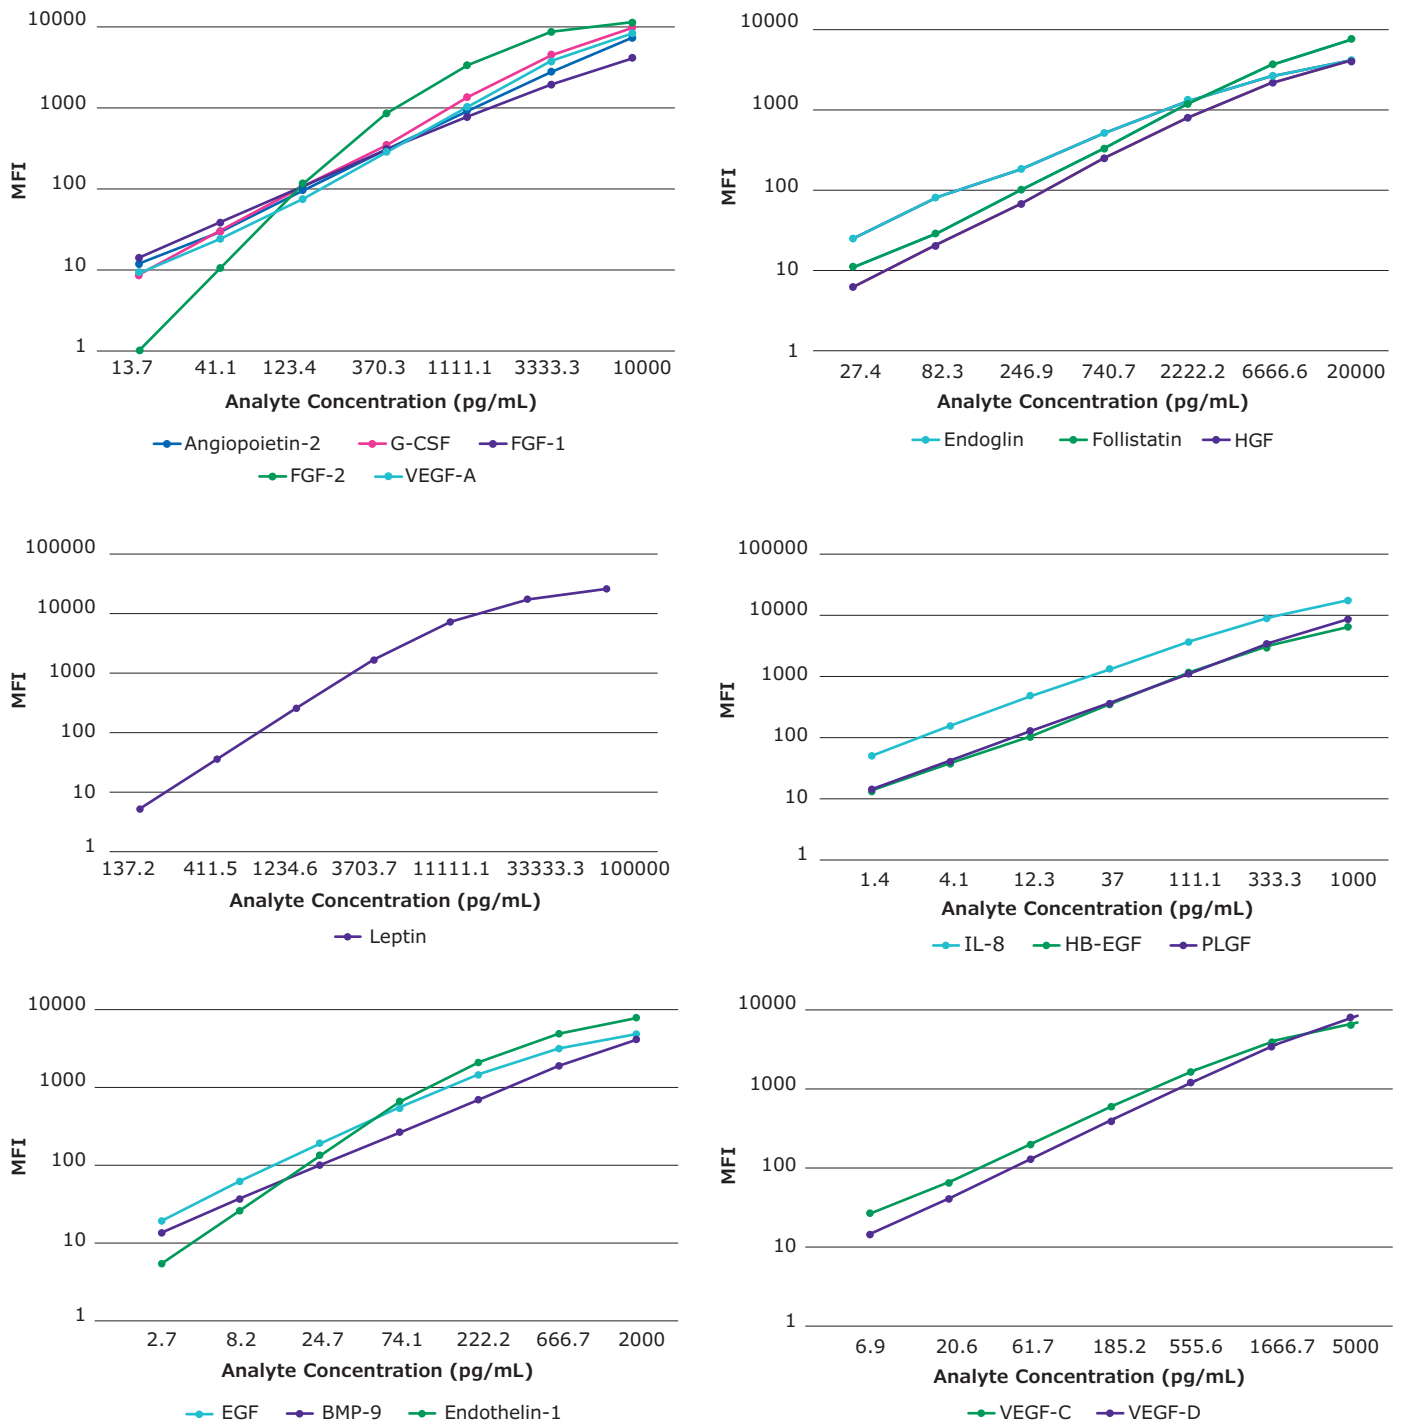 10000
1000
100
10
1
MFI
13.7 41.1 123.4 370.3 1111.1 3333.3 10000
Analyte Concentration (pg/mL)
Angiopoietin-2 G-CSF FGF-1
FGF-2 VEGF-A
10000
1000
100
10
1
MFI
27.4 82.3 246.9 740.7 2222.2 6666.6 20000
Analyte Concentration (pg/mL)
Endoglin Follistatin HGF
100000
10000
1000
100
10
1
MFI
137.2 411.5 1234.6 3703.7 11111.1 33333.3 100000
Analyte Concentration (pg/mL)
Leptin
100000
10000
1000
100
10
1
MFI
1.4 4.1 12.3 37 111.1 333.3 1000
Analyte Concentration (pg/mL)
IL-8 HB-EGF PLGF
10000
1000
100
10
1
MFI
2.7 8.2 24.7 74.1 222.2 666.7 2000
Analyte Concentration (pg/mL)
EGF BMP-9 Endothelin-1
10000
1000
100
10
1
MFI
6.9 20.6 61.7 185.2 555.6 1666.7 5000
Analyte Concentration (pg/mL)
VEGF-C VEGF-D